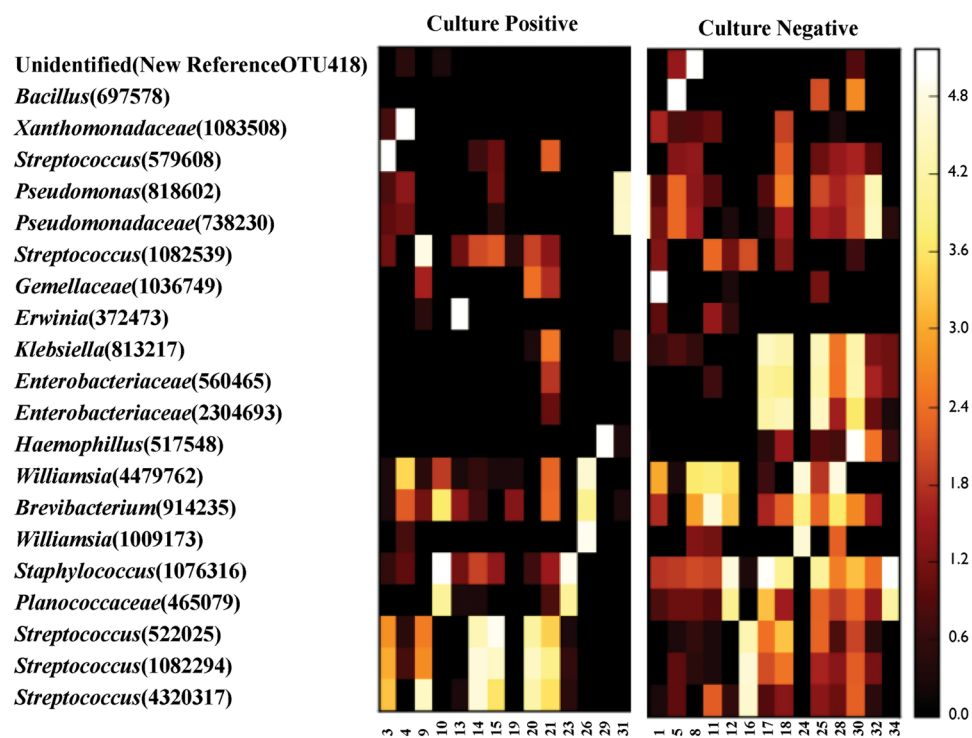 Culture Positive
Culture Negative
Unidentified(New ReferenceOTU418)
Bacillus(697578)
Xanthomonadaceae(1083508)
Streptococcus(579608)
Pseudomonas(818602)
Pseudomonadaceae(738230)
Streptococcus(1082539)
Gemellaceae(1036749)
Erwinia(372473)
Klebsiella(813217)
Enterobacteriaceae(560465)
Enterobacteriaceae(2304693)
Haemophillus(517548)
Williamsia(4479762)
Brevibacterium(914235)
Williamsia(1009173)
Staphylococcus(1076316)
Planococcaceae(465079)
Streptococcus(522025)
Streptococcus(1082294)
Streptococcus(4320317)
3 4 9 10 13 14 15 19 20 21 23 26 29 31
1 5 8 11 12 16 17 18 24 25 28 30 32 34
4.8
4.2
3.6
3.0
2.4
1.8
1.2
0.6
0.0